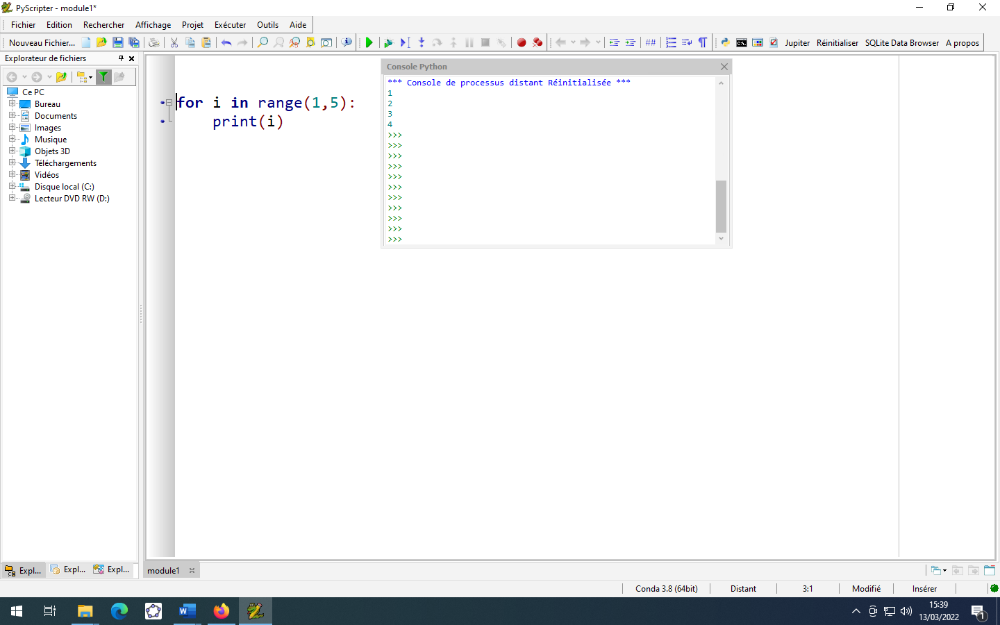 PyScripter - module1*
Fichier Edition Rechercher Affichage Projet Exécuter Outils Aide
Nouveau Fichier... ## Jupiter Réinitialiser SQLite Data Browser A propos
Explorateur de fichiers
Ce PC
Bureau
Documents
Images
Musique
Objets 3D
Téléchargements
Vidéos
Disque local (C:)
Lecteur DVD RW (D:)
for i in range(1,5):
print(i)
Console Python
*** Console de processus distant Réinitialisée ***
1
2
3
4
>>>
>>>
>>>
>>>
>>>
>>>
>>>
>>>
>>>
>>>
>>>
Expl... Expl... Expl... module1
Conda 3.8 (64bit) Distant 3:1 Modifié Insérer
15:39
13/03/2022
1